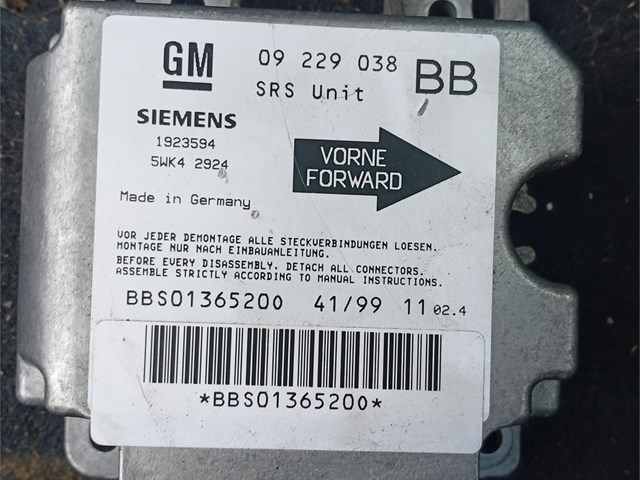 GM 09 229 038 BB
SRS Unit
SIEMENS
1923594
5WK4 2924
VORNE
FORWARD
Made in Germany
VOR JEDER DEMONTAGE ALLE STECKVERBINDUNGEN LOESEN.
MONTAGE NUR NACH EINBAUANLEITUNG.
BEFORE EVERY DISASSEMBLY, DETACH ALL CONNECTORS.
ASSEMBLE STRICTLY ACCORDING TO MANUAL INSTRUCTIONS.
BBS01365200 41/99 11 02.4
*BBS01365200*